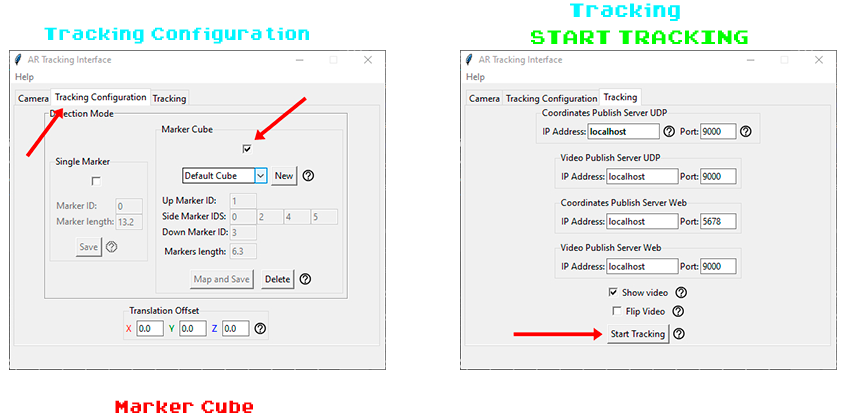 Tracking Configuration
AR Tracking Interface
Help
Camera Tracking Configuration Tracking
Detection Mode
Marker Cube
Default Cube New
Single Marker
Marker ID: 0
Marker length: 13.2
Save
Up Marker ID: 1
Side Marker IDS: 0 2 4 5
Down Marker ID: 3
Markers length: 6.3
Map and Save Delete
Translation Offset
X 0.0 Y 0.0 Z 0.0
Marker Cube
Tracking
START TRACKING
AR Tracking Interface
Help
Camera Tracking Configuration Tracking
Coordinates Publish Server UDP
IP Address: localhost Port: 9000
Video Publish Server UDP
IP Address: localhost Port: 9000
Coordinates Publish Server Web
IP Address: localhost Port: 5678
Video Publish Server Web
IP Address: localhost Port: 9000
Show video
Flip Video
Start Tracking